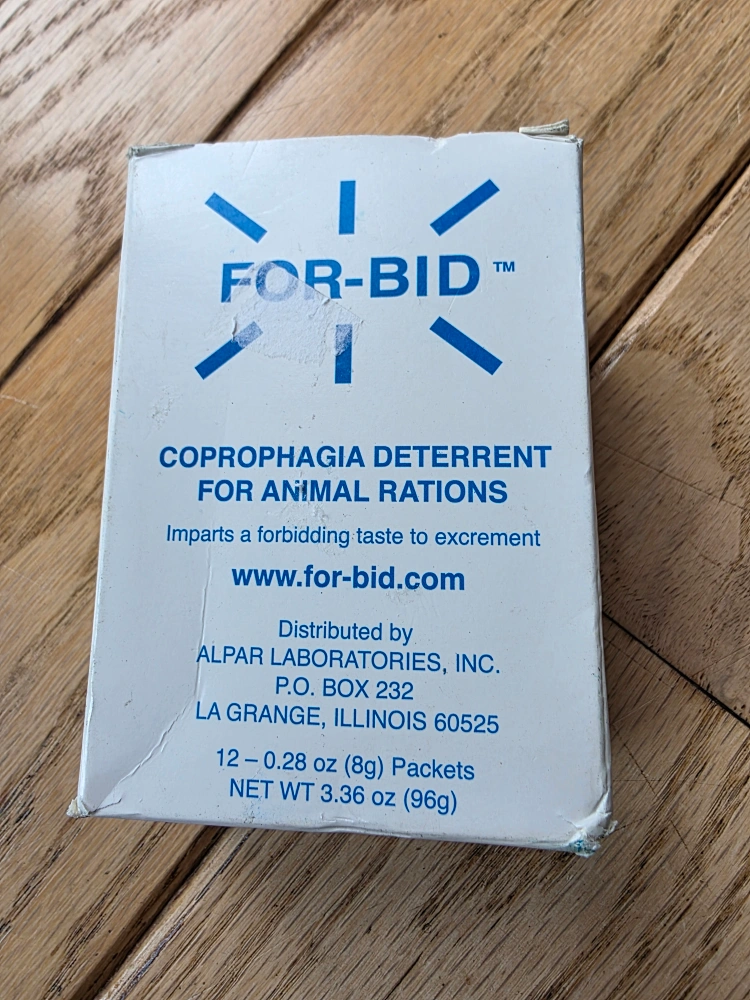 FOR-BID™
COPROPHAGIA DETERRENT
FOR ANIMAL RATIONS
Imparts a forbidding taste to excrement
www.for-bid.com
Distributed by
ALPAR LABORATORIES, INC.
P.O. BOX 232
LA GRANGE, ILLINOIS 60525
12 – 0.28 oz (8g) Packets
NET WT 3.36 oz (96g)